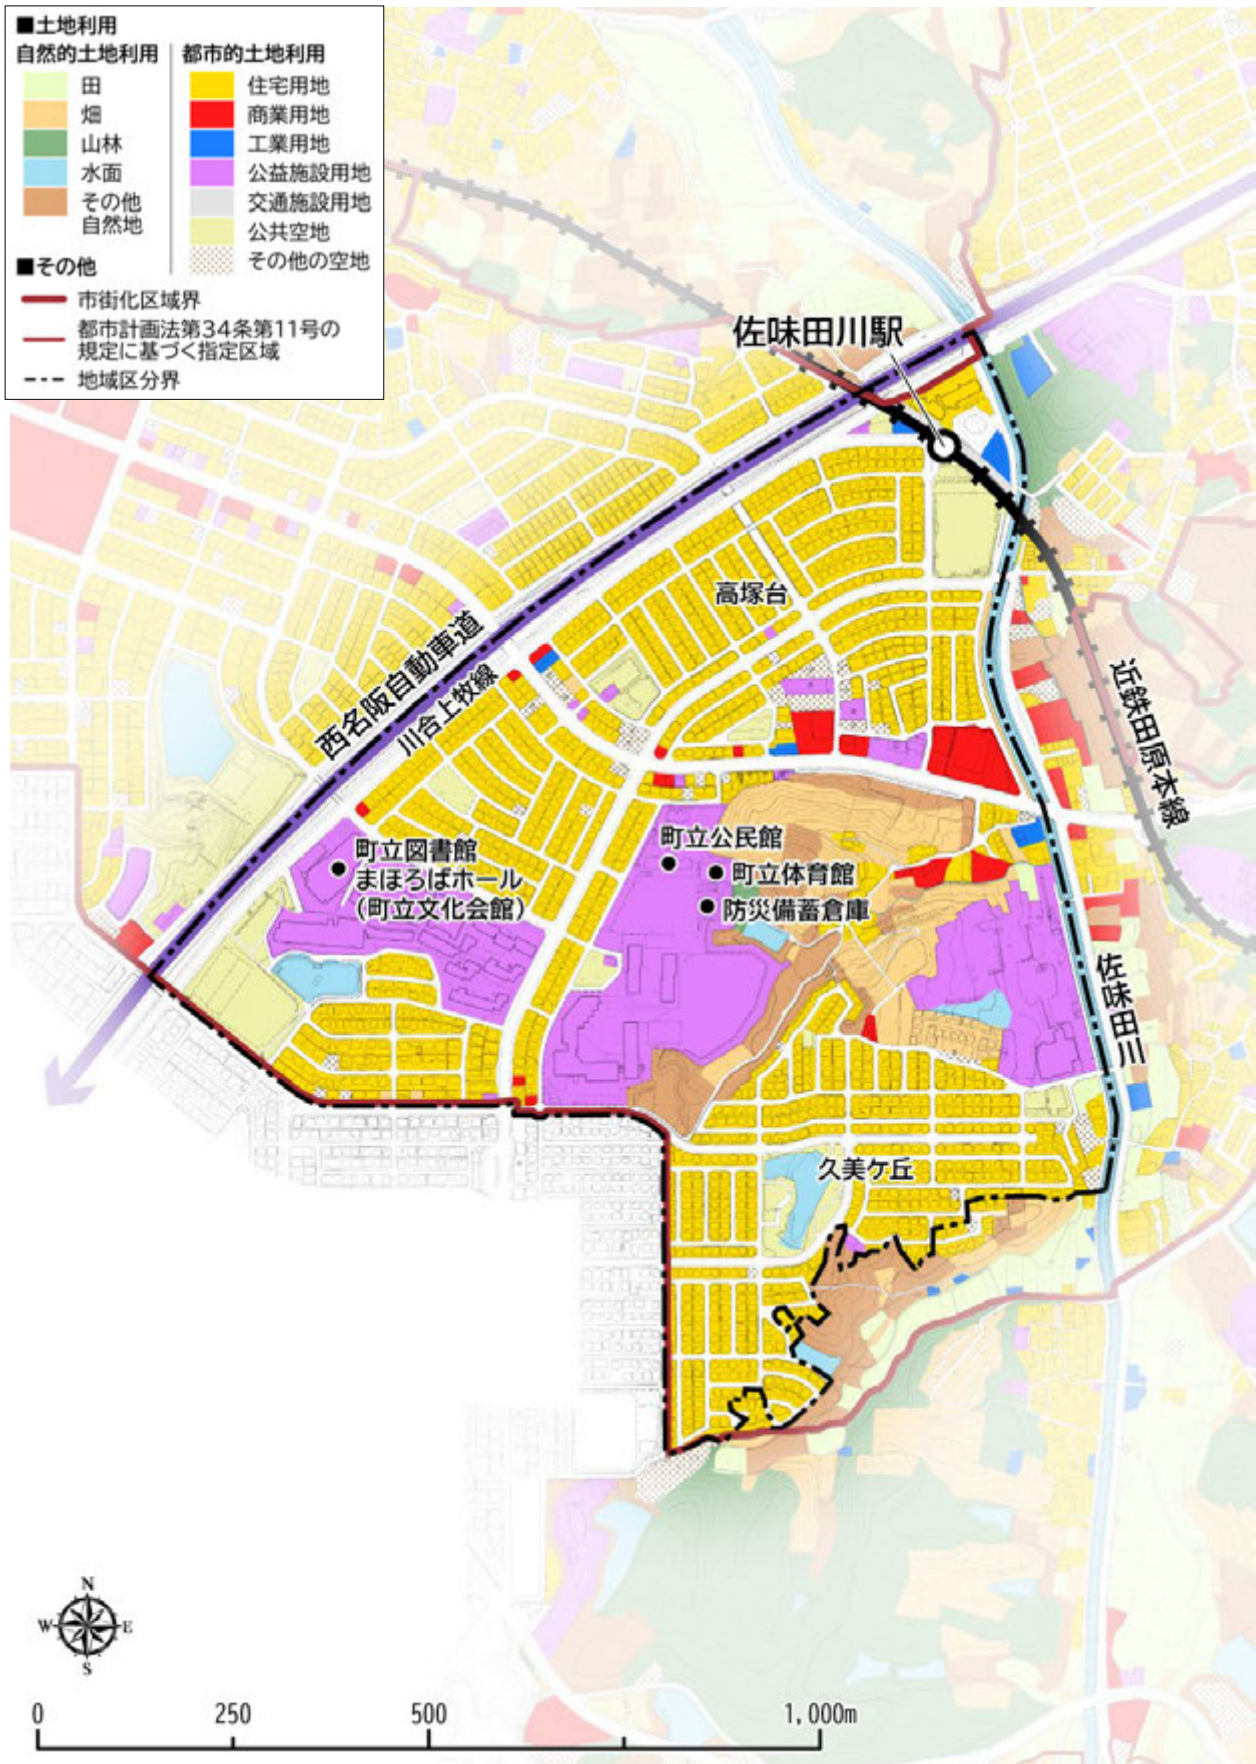 ■土地利用
自然的土地利用
田
畑
山林
水面
その他
自然地
都市的土地利用
住宅用地
商業用地
工業用地
公益施設用地
交通施設用地
公共空地
その他の空地
■その他
市街化区域界
都市計画法第34条第11号の
規定に基づく指定区域
地域区分界
佐味田川駅
高塚台
西名阪自動車道
川合上牧線
近鉄田原本線
町立図書館
まほろばホール
(町立文化会館)
町立公民館
町立体育館
防災備蓄倉庫
佐味田川
久美ケ丘
N
W
E
S
0
250
500
1,000m